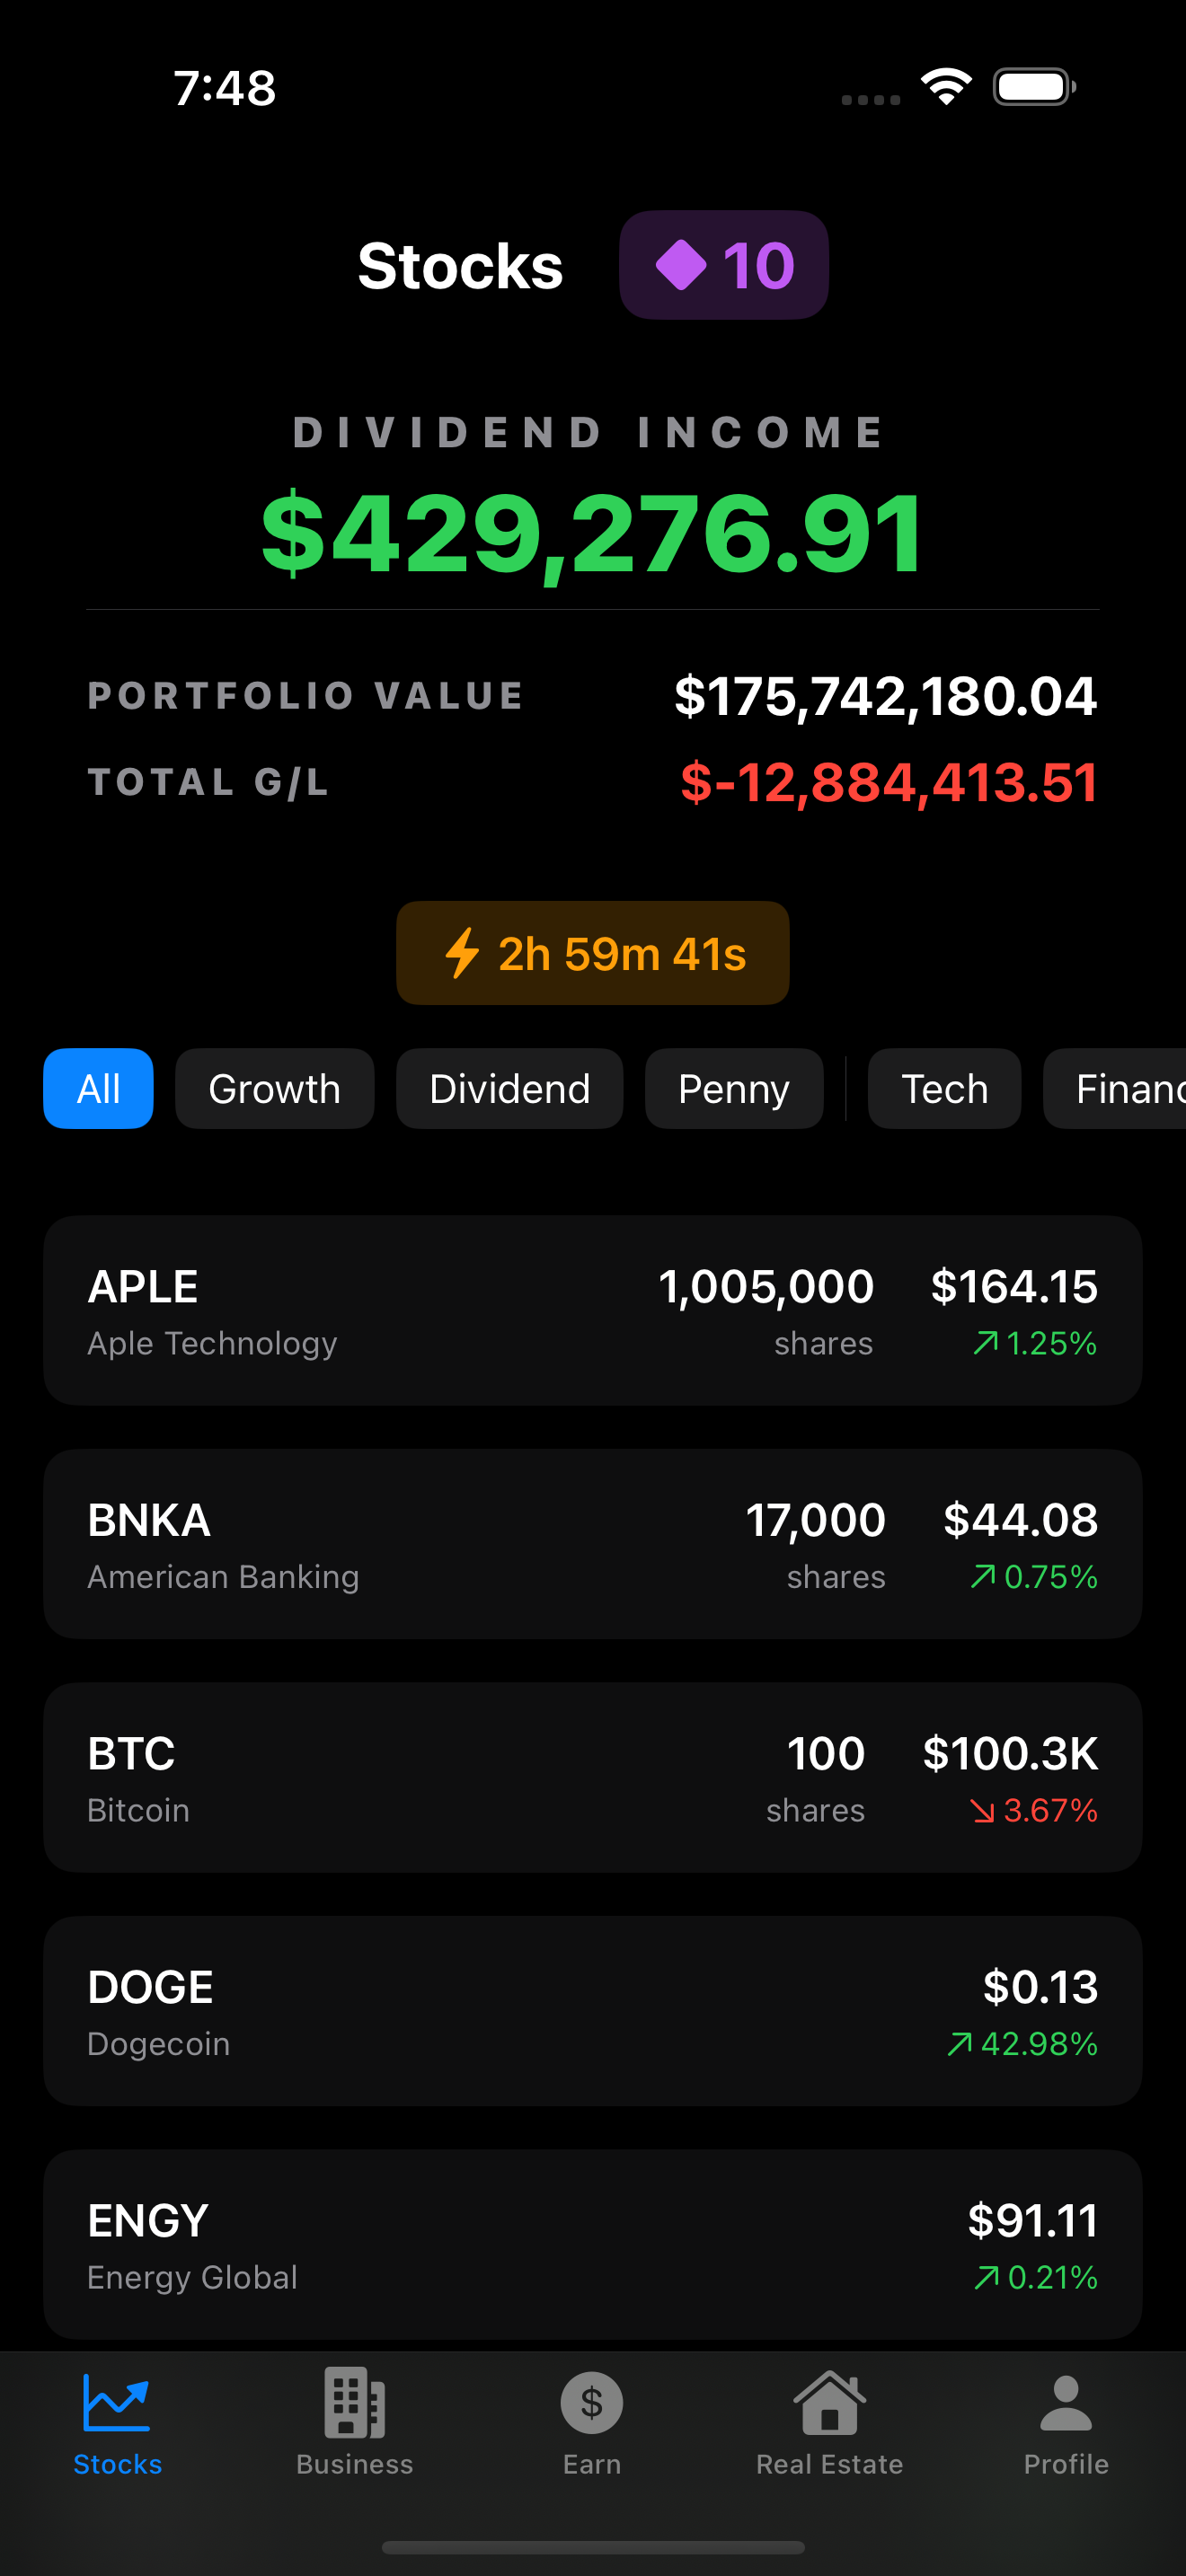 7:48
Stocks 10
DIVIDEND INCOME
$429,276.91
PORTFOLIO VALUE $175,742,180.04
TOTAL G/L $-12,884,413.51
2h 59m 41s
All Growth Dividend Penny Tech Financ
APLE 1,005,000 $164.15
Aple Technology shares 1.25%
BNKA 17,000 $44.08
American Banking shares 0.75%
BTC 100 $100.3K
Bitcoin shares 3.67%
DOGE $0.13
Dogecoin 42.98%
ENGY $91.11
Energy Global 0.21%
Stocks Business Earn Real Estate Profile